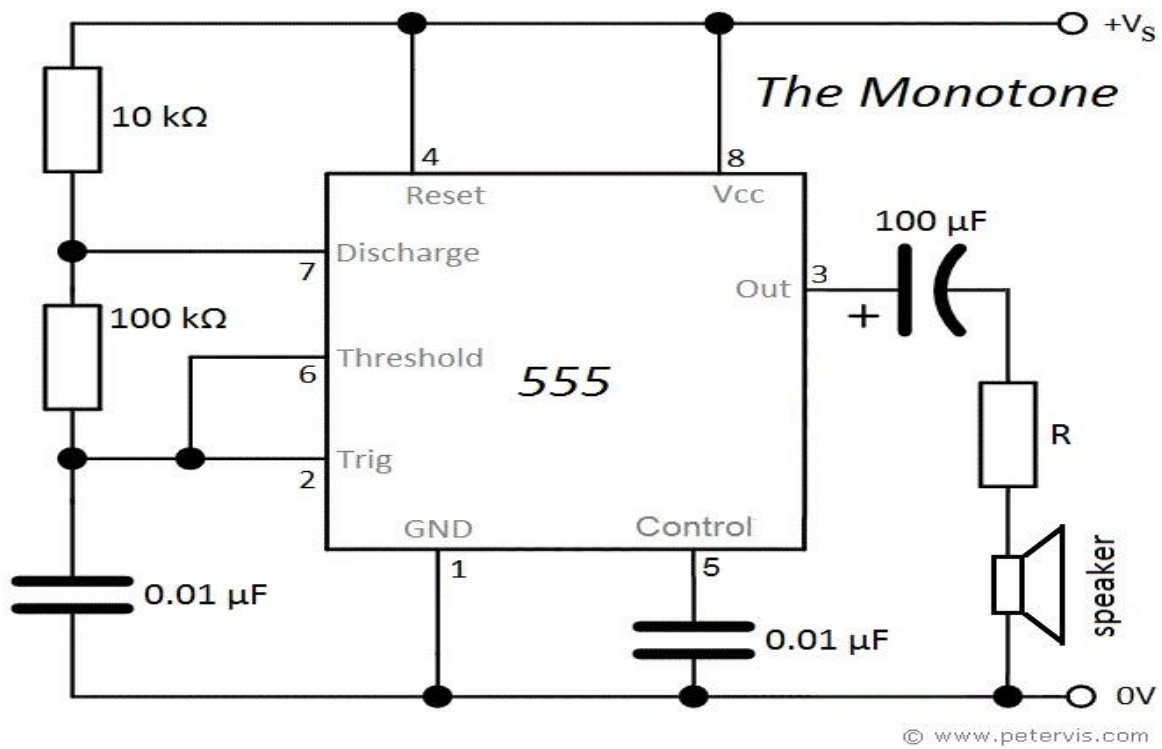 +Vs
The Monotone
10 kΩ
4
8
Reset
Vcc
100 µF
Discharge
7
3
Out
+
100 kΩ
Threshold
6
555
R
Trig
2
GND
Control
1
5
speaker
0.01 µF
0.01 µF
0V
© www.petervis.com